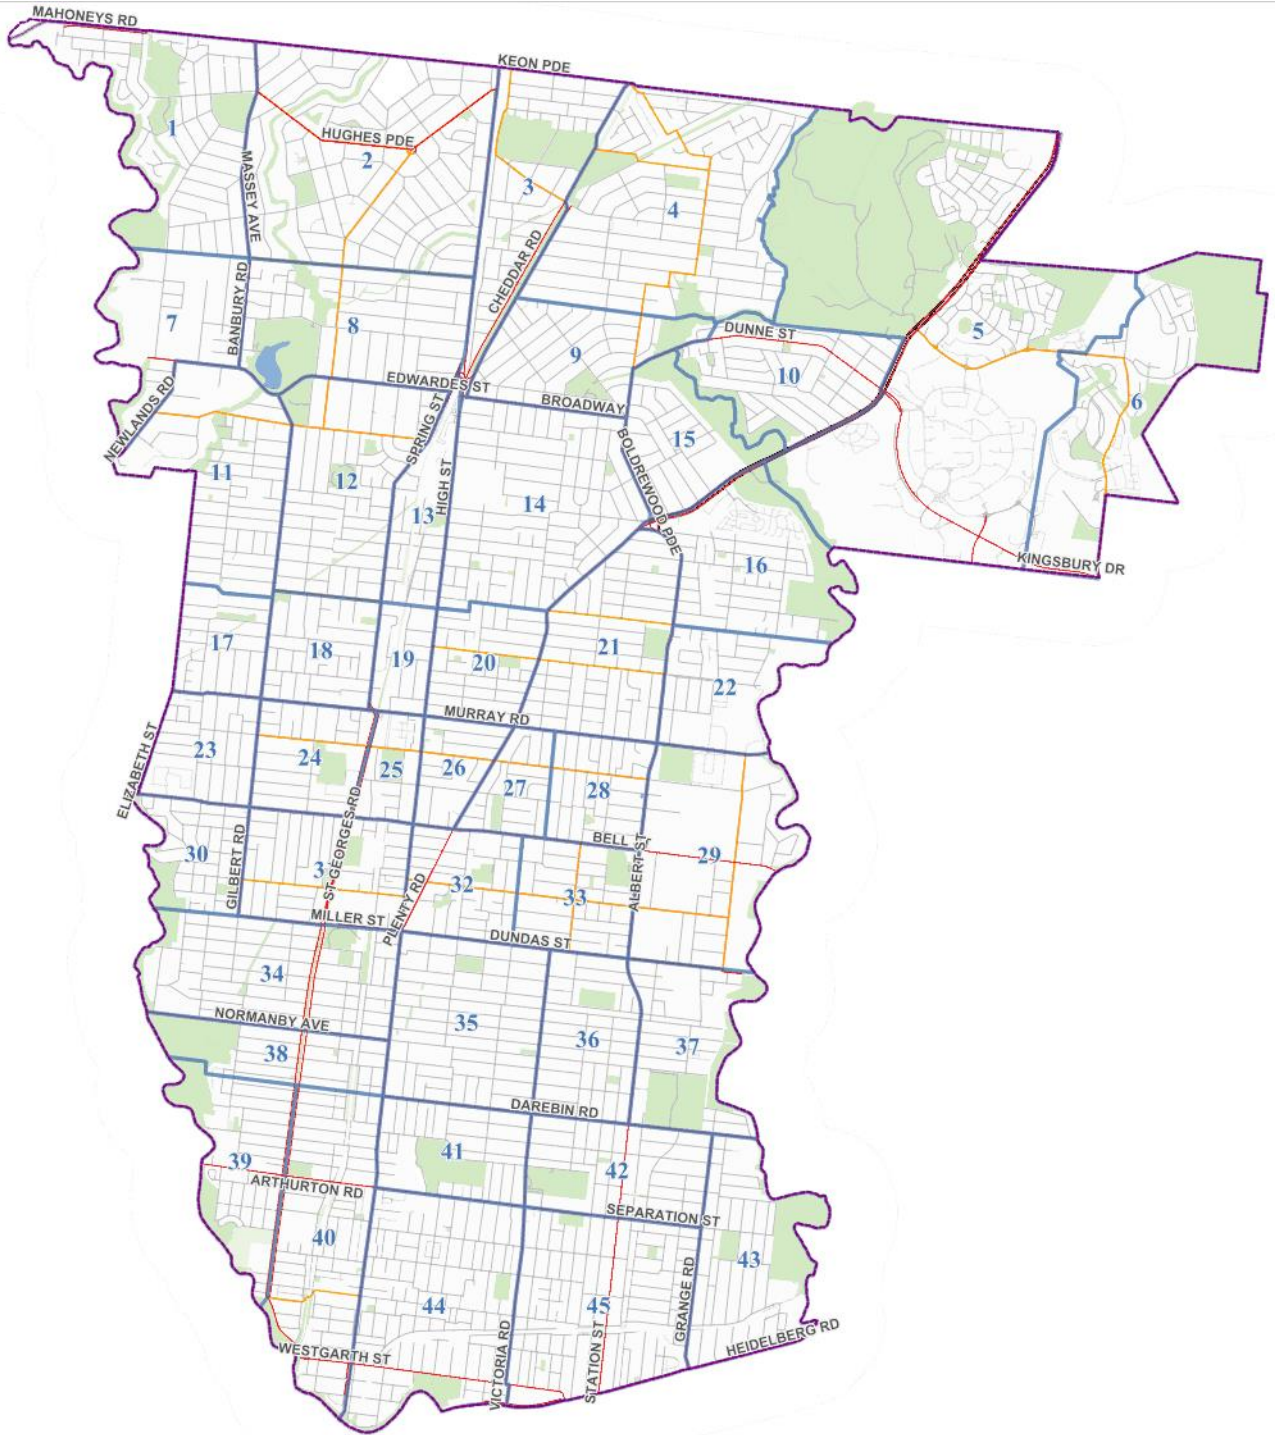 MAHONEYS RD
KEON PDE
1
HUGHES PDE
2
MASSEY AVE
3
4
CHEDDAR RD
BANBURY RD
7
8
9
DUNNE ST
5
10
6
EDWARDES ST
BROADWAY
NEWLANDS RD
SPRING ST
BOLDREWOOD PDE
15
11
12
HIGH ST
13
14
16
KINGSBURY DR
17
18
19
20
21
22
MURRAY RD
ELIZABETH ST
23
24
25
26
27
28
ST GEORGES RD
BELL ST
29
30
GILBERT RD
3
PLENTY RD
32
33
ALBERT ST
MILLER ST
DUNDAS ST
34
NORMANBY AVE
35
36
37
38
DAREBIN RD
39
41
42
ARTHURTON RD
SEPARATION ST
40
43
44
45
GRANGE RD
VICTORIA RD
STATION ST
HEIDELBERG RD
WESTGARTH ST